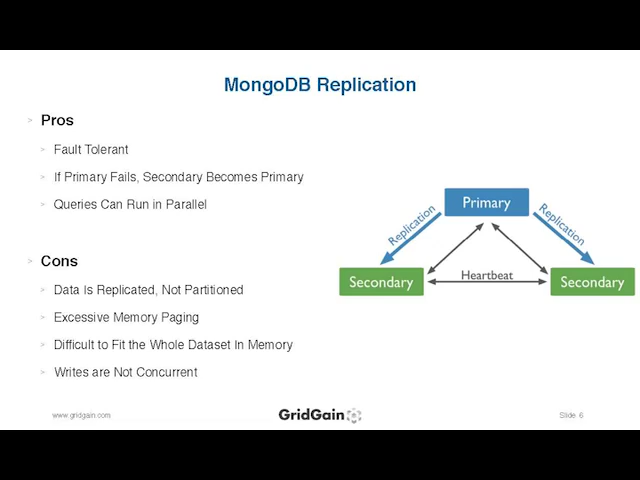 MongoDB Replication
> Pros
> Fault Tolerant
> If Primary Fails, Secondary Becomes Primary
> Queries Can Run in Parallel
> Cons
> Data Is Replicated, Not Partitioned
> Excessive Memory Paging
> Difficult to Fit the Whole Dataset In Memory
> Writes are Not Concurrent
Primary
Replication
Replication
Secondary
Heartbeat
Secondary
www.gridgain.com
GridGain
Slide 6